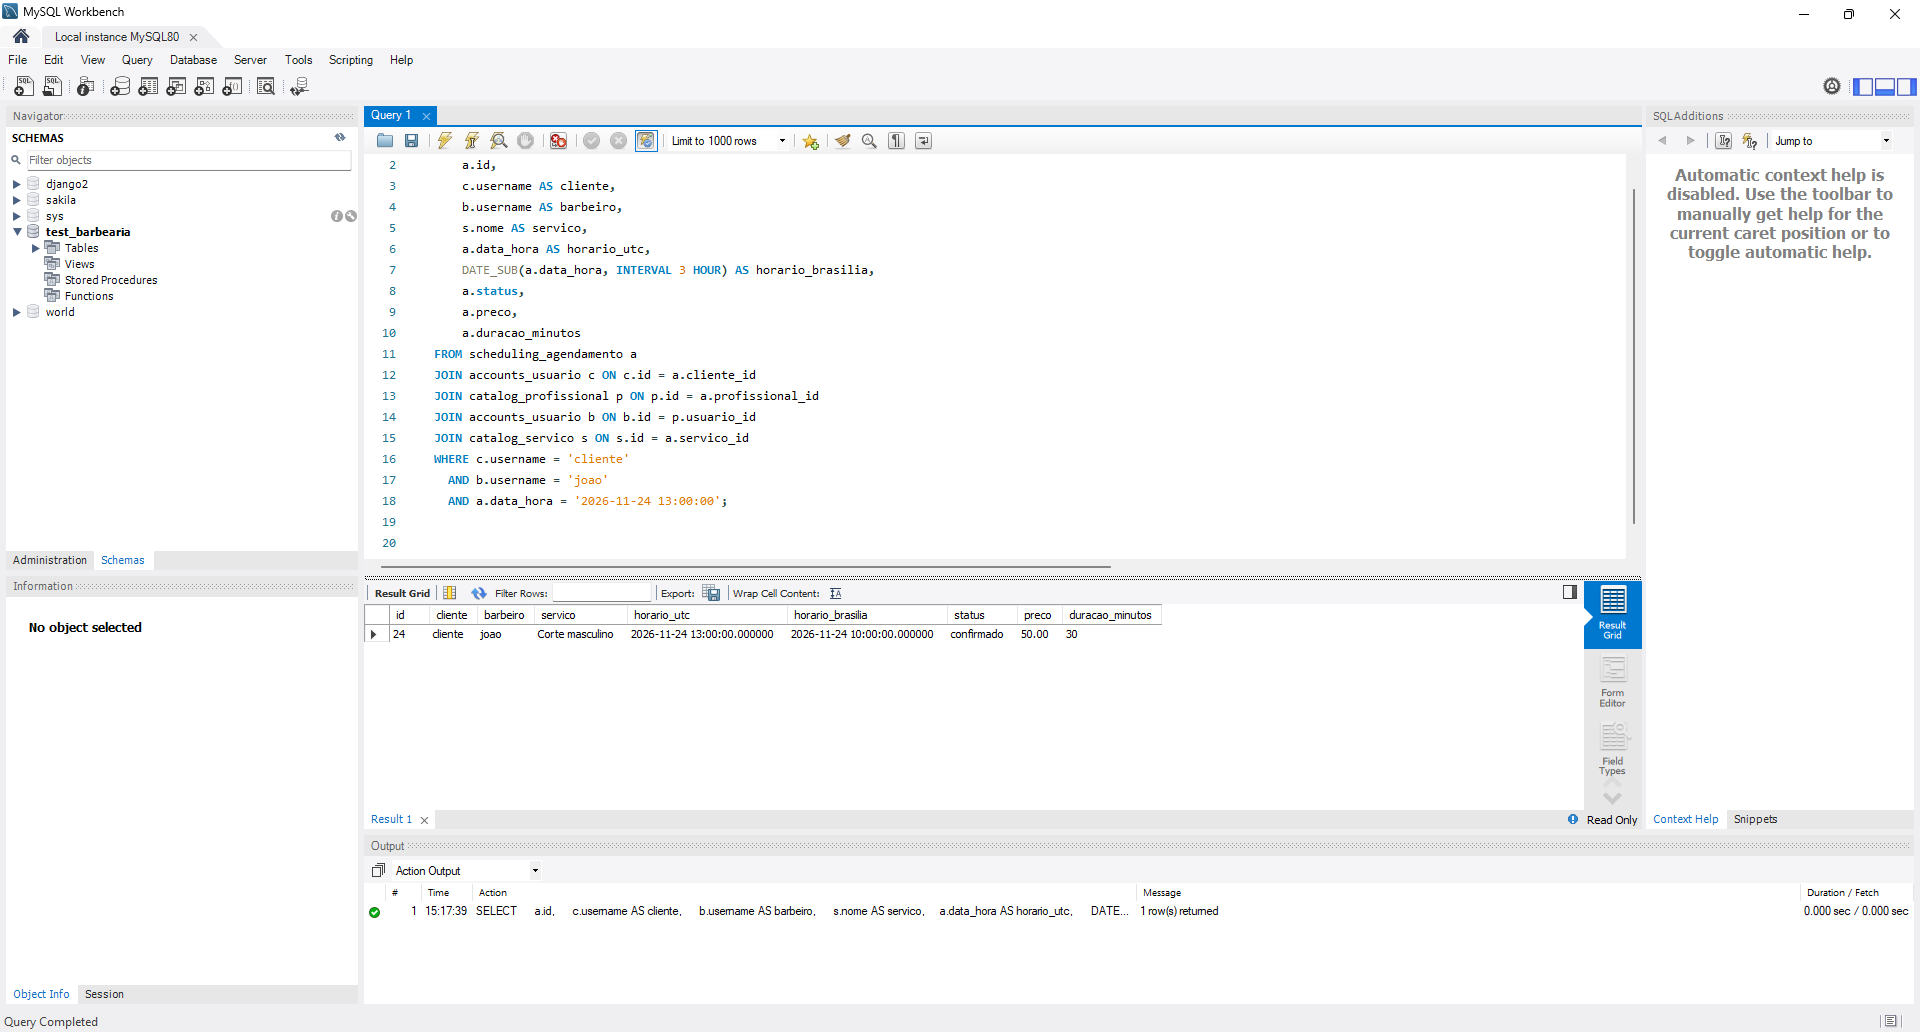 MySQL Workbench
Local instance MySQL80
File Edit View Query Database Server Tools Scripting Help
Navigator
SCHEMAS
Filter objects
django2
sakila
sys
test_barbearia
Tables
Views
Stored Procedures
Functions
world
Administration Schemas
Information
No object selected
Object Info Session
Query 1
Limit to 1000 rows
2 a.id,
3 c.username AS cliente,
4 b.username AS barbeiro,
5 s.nome AS servico,
6 a.data_hora AS horario_utc,
7 DATE_SUB(a.data_hora, INTERVAL 3 HOUR) AS horario_brasilia,
8 a.status,
9 a.preco,
10 a.duracao_minutos
11 FROM scheduling_agendamento a
12 JOIN accounts_usuario c ON c.id = a.cliente_id
13 JOIN catalog_profissional p ON p.id = a.profissional_id
14 JOIN accounts_usuario b ON b.id = p.usuario_id
15 JOIN catalog_servico s ON s.id = a.servico_id
16 WHERE c.username = 'cliente'
17 AND b.username = 'joao'
18 AND a.data_hora = '2026-11-24 13:00:00';
19
20
Result Grid Filter Rows: Export: Wrap Cell Content:
id cliente barbeiro servico horario_utc horario_brasilia status preco duracao_minutos
24 cliente joao Corte masculino 2026-11-24 13:00:00.000000 2026-11-24 10:00:00.000000 confirmado 50.00 30
Result Grid
Form Editor
Field Types
Result 1
Read Only
Output
Action Output
# Time Action Message Duration / Fetch
1 15:17:39 SELECT a.id, c.username AS cliente, b.username AS barbeiro, s.nome AS servico, a.data_hora AS horario_utc, DATE... 1 row(s) returned 0.000 sec / 0.000 sec
SQLAdditions
Jump to
Automatic context help is
disabled. Use the toolbar to
manually get help for the
current caret position or to
toggle automatic help.
Context Help Snippets
Query Completed